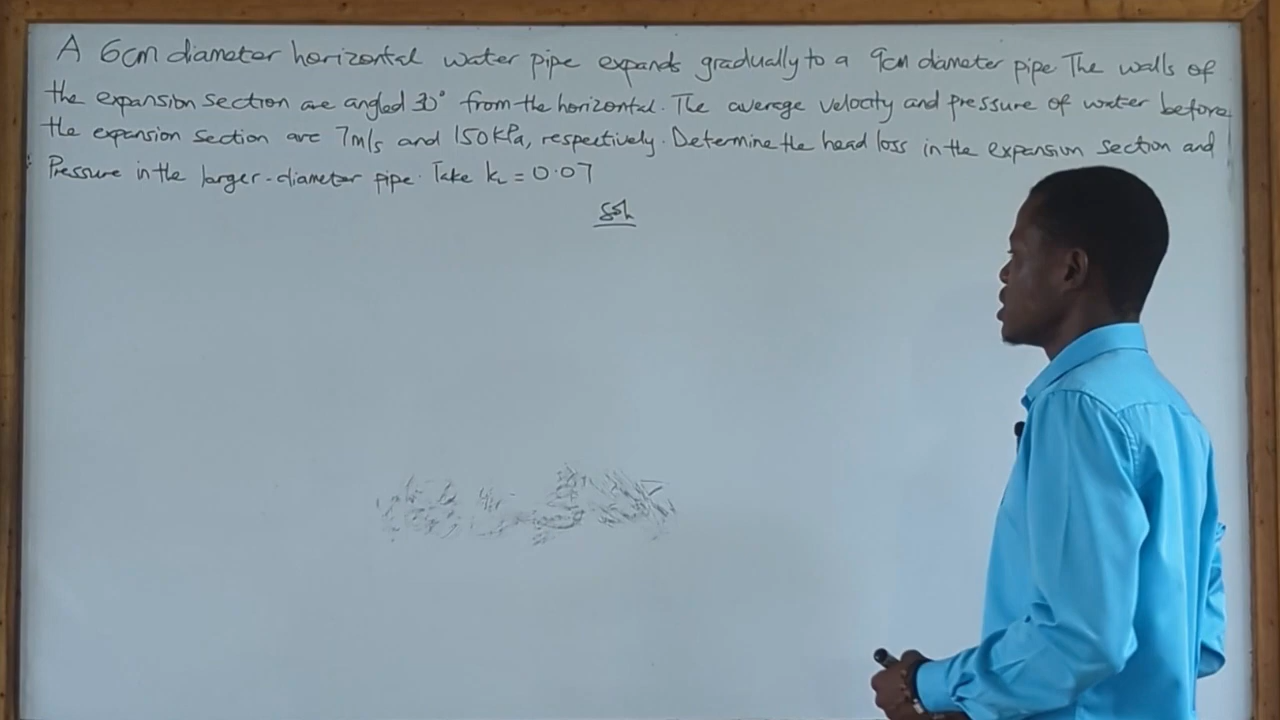 A 6cm diameter horizontal water pipe expands gradually to a 9cm diameter pipe The walls of
the expansion section are angled 30° from the horizontal. The average velocity and pressure of water before
the expansion section are 7m/s and 150kPa, respectively. Determine the head loss in the expansion section and
Pressure in the larger-diameter pipe. Take kL = 0.07
Soln